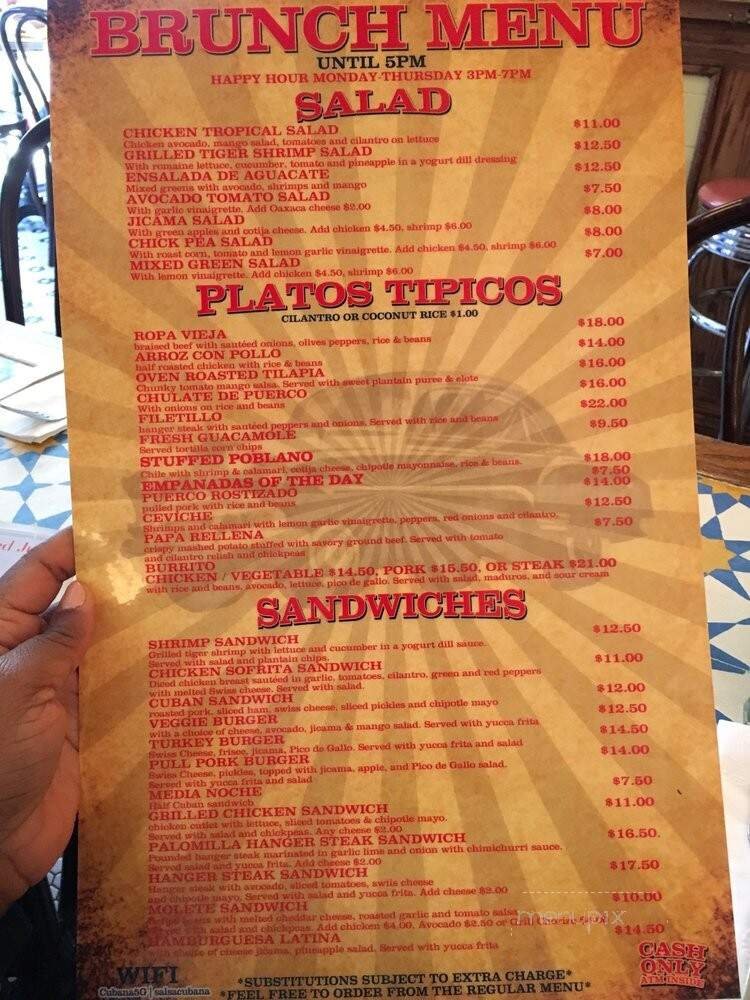 BRUNCH MENU
UNTIL 5PM
HAPPY HOUR MONDAY-THURSDAY 3PM-7PM
SALAD
CHICKEN TROPICAL SALAD $11.00
Chicken avocado, mango salad, tomatoes and cilantro on lettuce
GRILLED TIGER SHRIMP SALAD $12.50
With romaine lettuce, cucumber, tomato and pineapple in a yogurt dill dressing
ENSALADA DE AGUACATE $12.50
Mixed greens with avocado, shrimps and mango
AVOCADO TOMATO SALAD $7.50
With garlic vinaigrette. Add Oaxaca cheese $2.00
JICAMA SALAD $8.00
With green apples and cotija cheese. Add chicken $4.50, shrimp $6.00
CHICK PEA SALAD $8.00
With roast corn, tomato and lemon garlic vinaigrette. Add chicken $4.50, shrimp $6.00
MIXED GREEN SALAD $7.00
With lemon vinaigrette. Add chicken $4.50, shrimp $6.00
PLATOS TIPICOS
CILANTRO OR COCONUT RICE $1.00
ROPA VIEJA $18.00
braised beef with sautéed onions, olives peppers, rice & beans
ARROZ CON POLLO $14.00
half roasted chicken with rice & beans
OVEN ROASTED TILAPIA $16.00
Chunky tomato mango salsa. Served with sweet plantain puree & elote
CHULATE DE PUERCO $16.00
With onions on rice and beans
FILETILLO $22.00
hanger steak with sautéed peppers and onions. Served with rice and beans
FRESH GUACAMOLE $9.50
Served tortilla corn chips
STUFFED POBLANO $18.00
Chile with shrimp & calamari, cotija cheese, chipotle mayonnaise, rice & beans.
EMPANADAS OF THE DAY $7.50
PUERCO ROSTIZADO $14.00
pulled pork with rice and beans
CEVICHE $12.50
Shrimps and calamari with lemon garlic vinaigrette, peppers, red onions and cilantro.
PAPA RELLENA $7.50
crispy mashed potato stuffed with savory ground beef. Served with tomato
and cilantro relish and chickpeas
BURRITO
CHICKEN / VEGETABLE $14.50, PORK $15.50, OR STEAK $21.00
with rice and beans, avocado, lettuce, pico de gallo. Served with salad, maduros, and sour cream
SANDWICHES
SHRIMP SANDWICH $12.50
Grilled tiger shrimp with lettuce and cucumber in a yogurt dill sauce.
Served with salad and plantain chips.
CHICKEN SOFRITA SANDWICH $11.00
Diced chicken breast sautéed in garlic, tomatoes, cilantro, green and red peppers
with melted Swiss cheese. Served with salad.
CUBAN SANDWICH $12.00
roasted pork, sliced ham, swiss cheese, sliced pickles and chipotle mayo
VEGGIE BURGER $12.50
with a choice of cheese, avocado, jicama & mango salad. Served with yucca frita
TURKEY BURGER $14.50
Swiss Cheese, frisee, jicama, Pico de Gallo. Served with yucca frita and salad
PULL PORK BURGER $14.00
Swiss Cheese, pickles, topped with jicama, apple, and Pico de Gallo salad.
Served with yucca frita and salad
MEDIA NOCHE $7.50
Half Cuban sandwich
GRILLED CHICKEN SANDWICH $11.00
chicken cutlet with lettuce, sliced tomatoes & chipotle mayo.
Served with salad and chickpeas. Any cheese $2.00
PALOMILLA HANGER STEAK SANDWICH $16.50.
Pounded hanger steak marinated in garlic lime and onion with chimichurri sauce.
Served salad and yucca frita. Add cheese $2.00
HANGER STEAK SANDWICH $17.50
Hanger steak with avocado, sliced tomatoes, swiis cheese
and chipotle mayo. Served with salad and yucca frita. Add cheese $2.00
MOLETE SANDWICH $10.00
with melted cheddar cheese, roasted garlic and tomato salsa
with salad and chickpeas. Add chicken $4.00, Avocado $2.50 or Grill Chorizo
HAMBURGUESA LATINA $14.50
choice of cheese jicama, pineapple salad. Served with yucca frita
WIFI
Cubana5G | salsacubana
*SUBSTITUTIONS SUBJECT TO EXTRA CHARGE*
*FEEL FREE TO ORDER FROM THE REGULAR MENU*
CASH
ONLY
ATM INSIDE
menupix